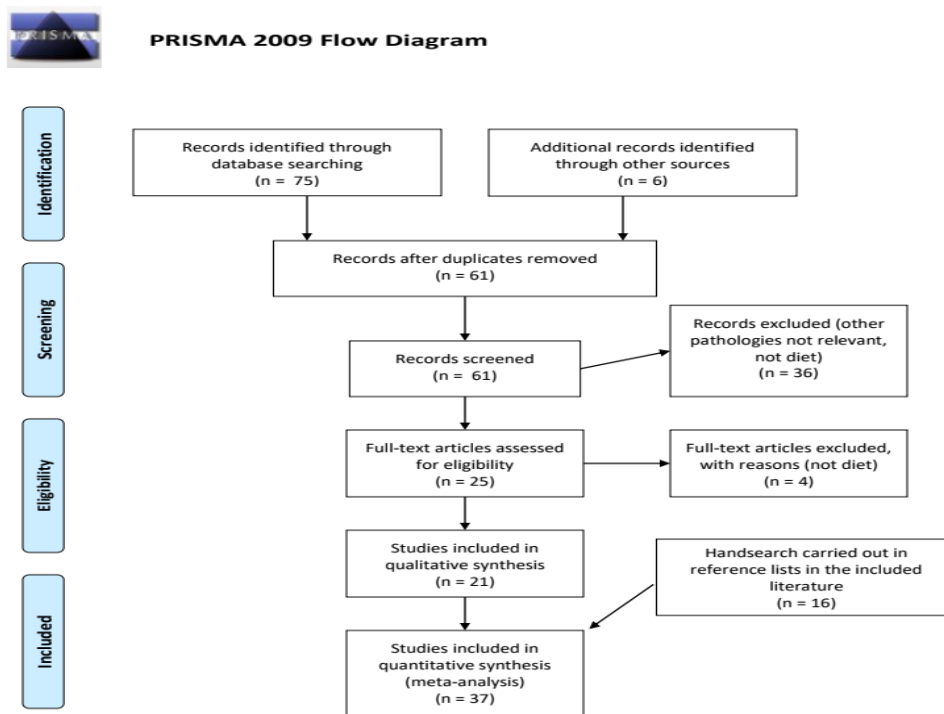 PRISMA
PRISMA 2009 Flow Diagram
Identification
Records identified through
database searching
(n = 75)
Additional records identified
through other sources
(n = 6)
Records after duplicates removed
(n = 61)
Screening
Records screened
(n = 61)
Records excluded (other
pathologies not relevant,
not diet)
(n = 36)
Eligibility
Full-text articles assessed
for eligibility
(n = 25)
Full-text articles excluded,
with reasons (not diet)
(n = 4)
Studies included in
qualitative synthesis
(n = 21)
Handsearch carried out in
reference lists in the included
literature
(n = 16)
Included
Studies included in
quantitative synthesis
(meta-analysis)
(n = 37)